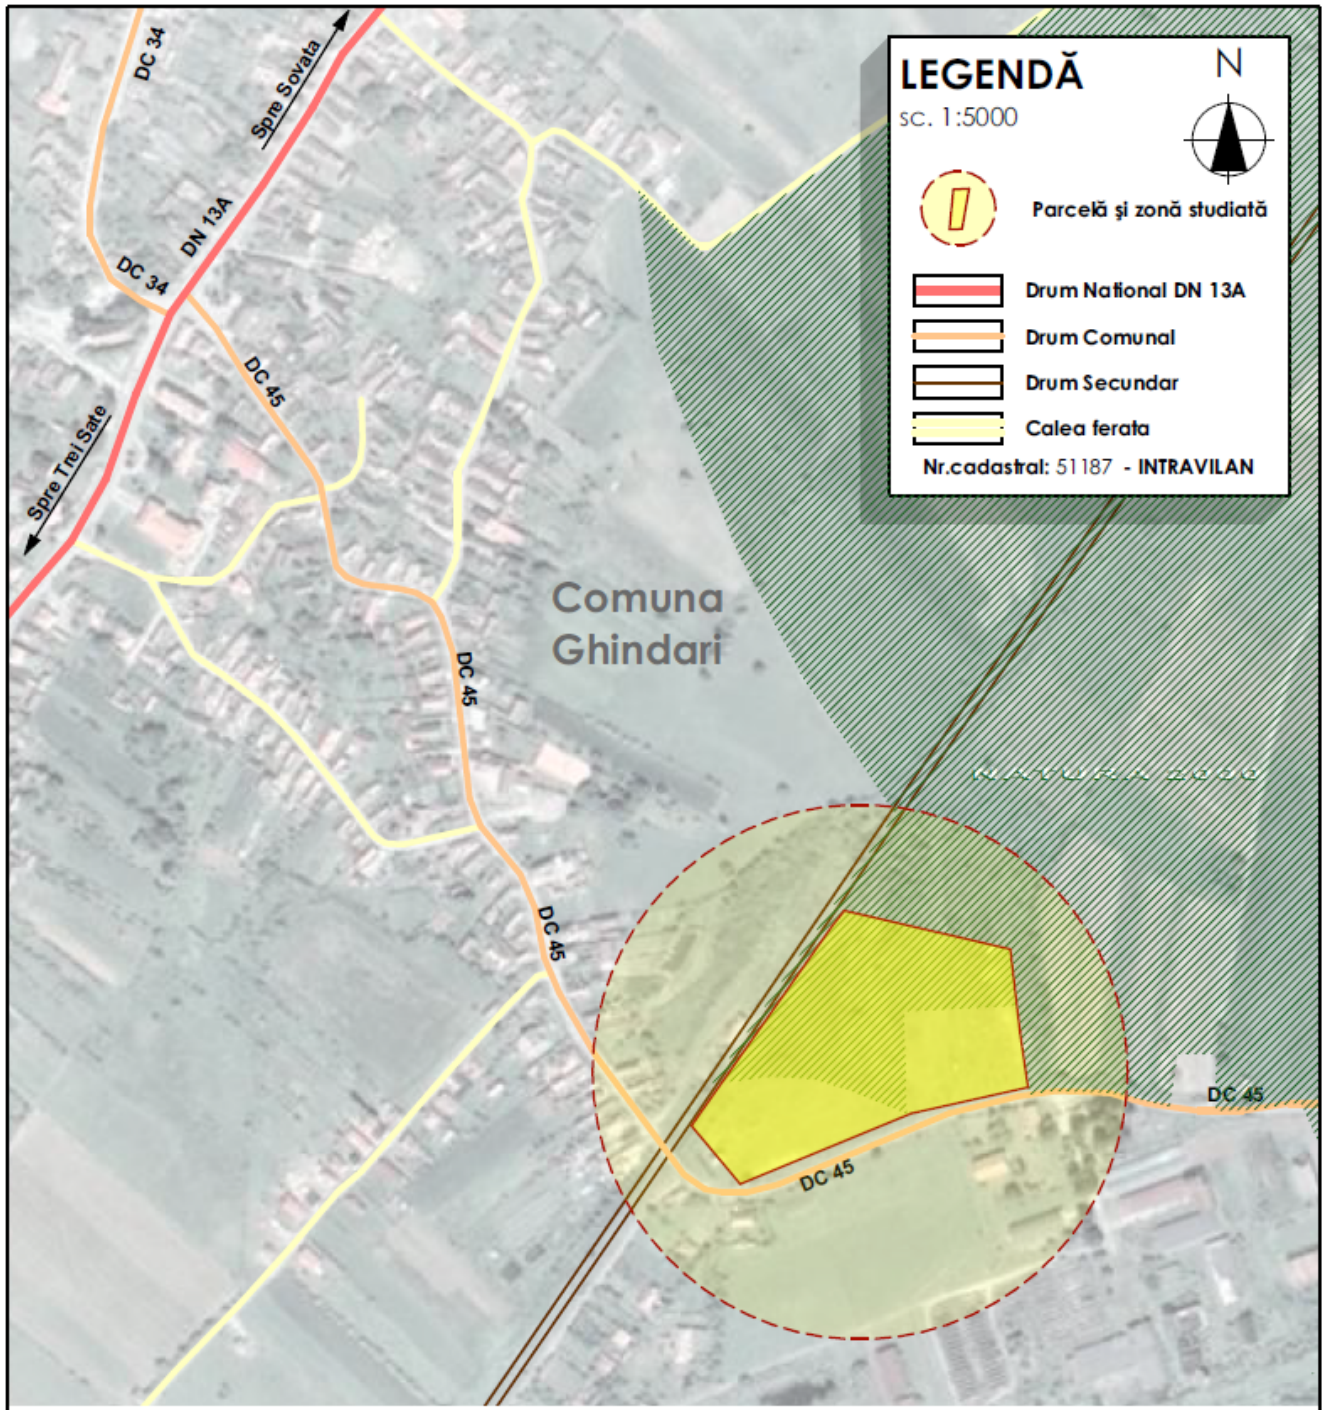 DC 34
Spre Sovata
DN 13A
DC 34
DC 45
Spre Trei Sate
LEGENDĂ
N
sc. 1:5000
Parcelă și zonă studiată
Drum National DN 13A
Drum Comunal
Drum Secundar
Calea ferata
Nr.cadastral: 51187 - INTRAVILAN
Comuna
Ghindari
DC 45
NATURA 2000
DC 45
DC 45
DC 45